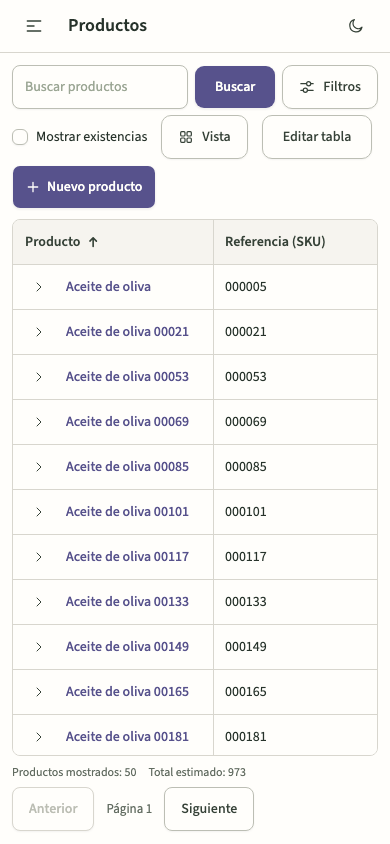 Productos
Buscar productos Buscar Filtros
Mostrar existencias Vista Editar tabla
Nuevo producto
Producto Referencia (SKU)
Aceite de oliva 000005
Aceite de oliva 00021 000021
Aceite de oliva 00053 000053
Aceite de oliva 00069 000069
Aceite de oliva 00085 000085
Aceite de oliva 00101 000101
Aceite de oliva 00117 000117
Aceite de oliva 00133 000133
Aceite de oliva 00149 000149
Aceite de oliva 00165 000165
Aceite de oliva 00181 000181
Productos mostrados: 50 Total estimado: 973
Anterior Página 1 Siguiente